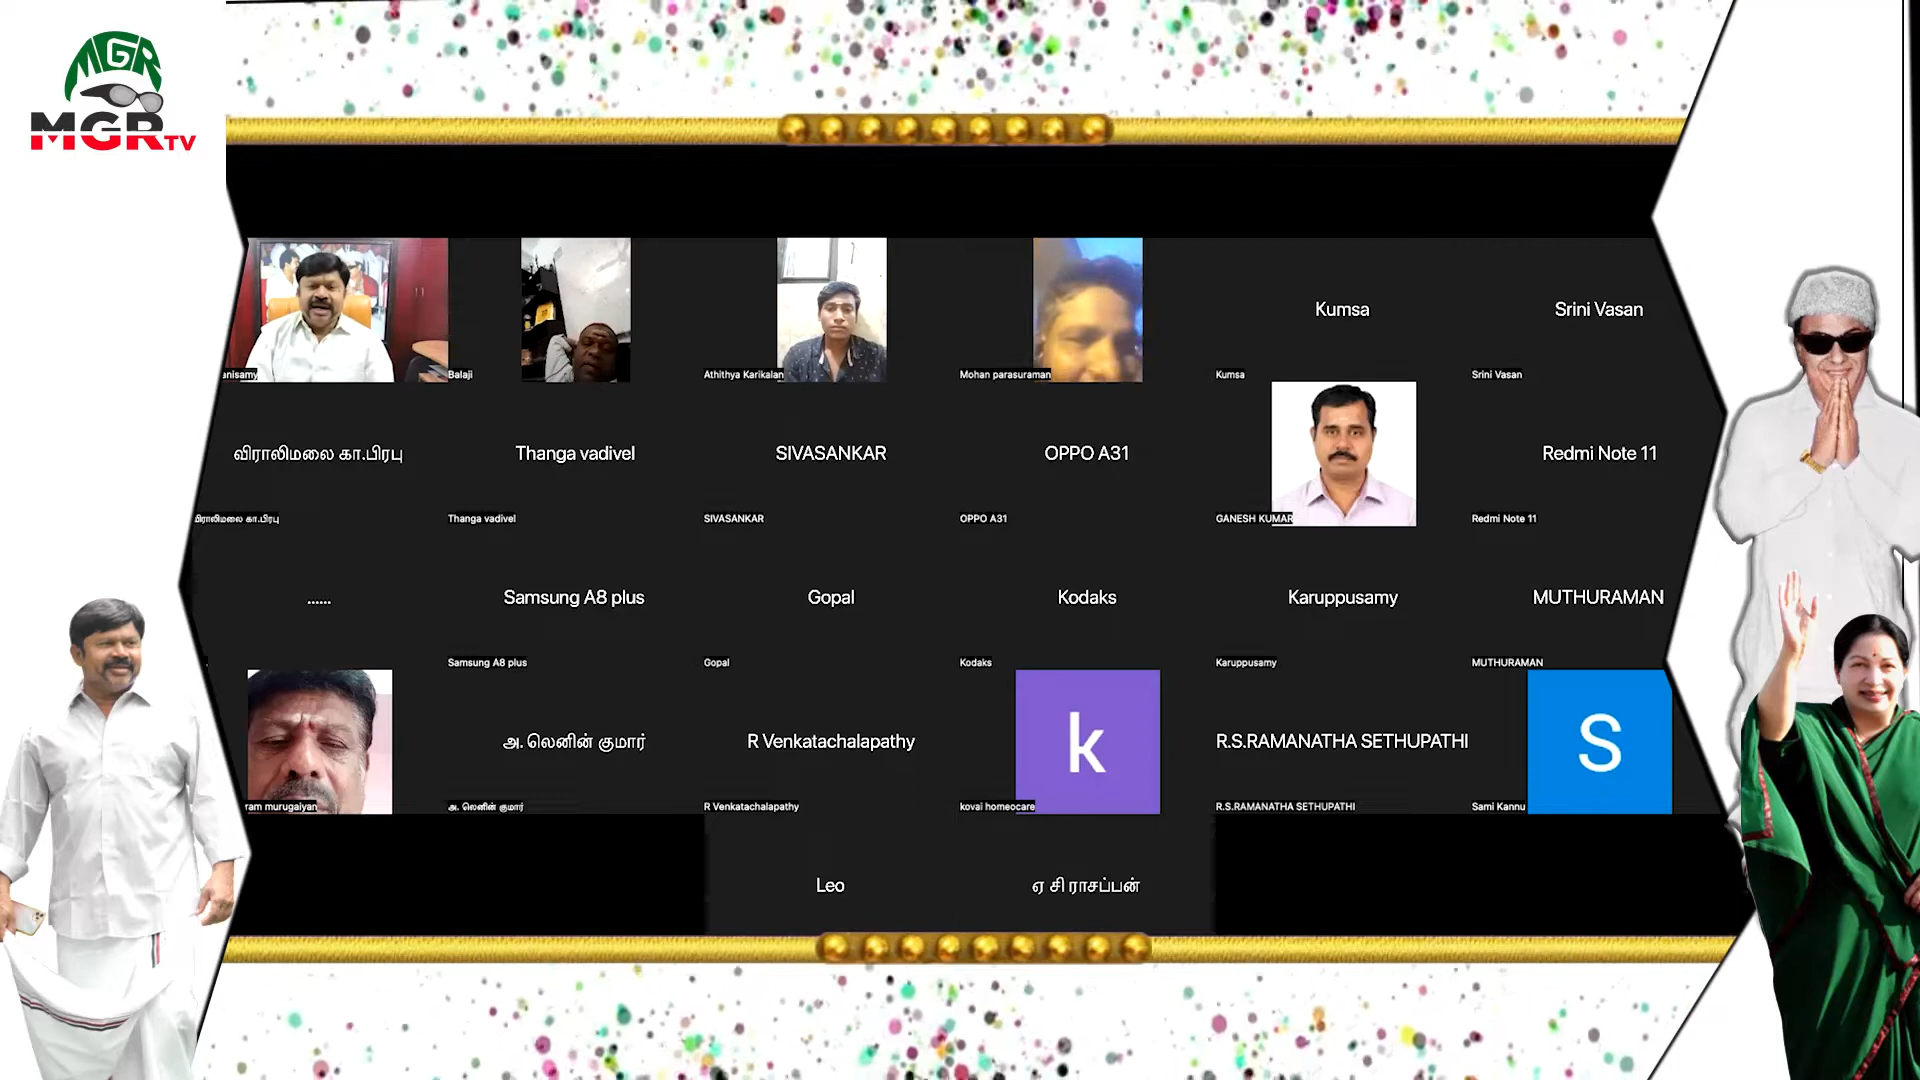 MGR
MGR TV
Kumsa
Srini Vasan
anisamy
Balaji
Athithya Karikalan
Mohan parasuraman
Kumsa
Srini Vasan
விராலிமலை கா.பிரபு
Thanga vadivel
SIVASANKAR
OPPO A31
Redmi Note 11
விராலிமலை கா.பிரபு
Thanga vadivel
SIVASANKAR
OPPO A31
GANESH KUMAR
Redmi Note 11
......
Samsung A8 plus
Gopal
Kodaks
Karuppusamy
MUTHURAMAN
Samsung A8 plus
Gopal
Kodaks
Karuppusamy
MUTHURAMAN
அ. லெனின் குமார்
R Venkatachalapathy
k
R.S.RAMANATHA SETHUPATHI
S
ram murugaiyan
அ. லெனின் குமார்
R Venkatachalapathy
kovai homeocare
R.S.RAMANATHA SETHUPATHI
Sami Kannu
Leo
ஏ சி ராசப்பன்